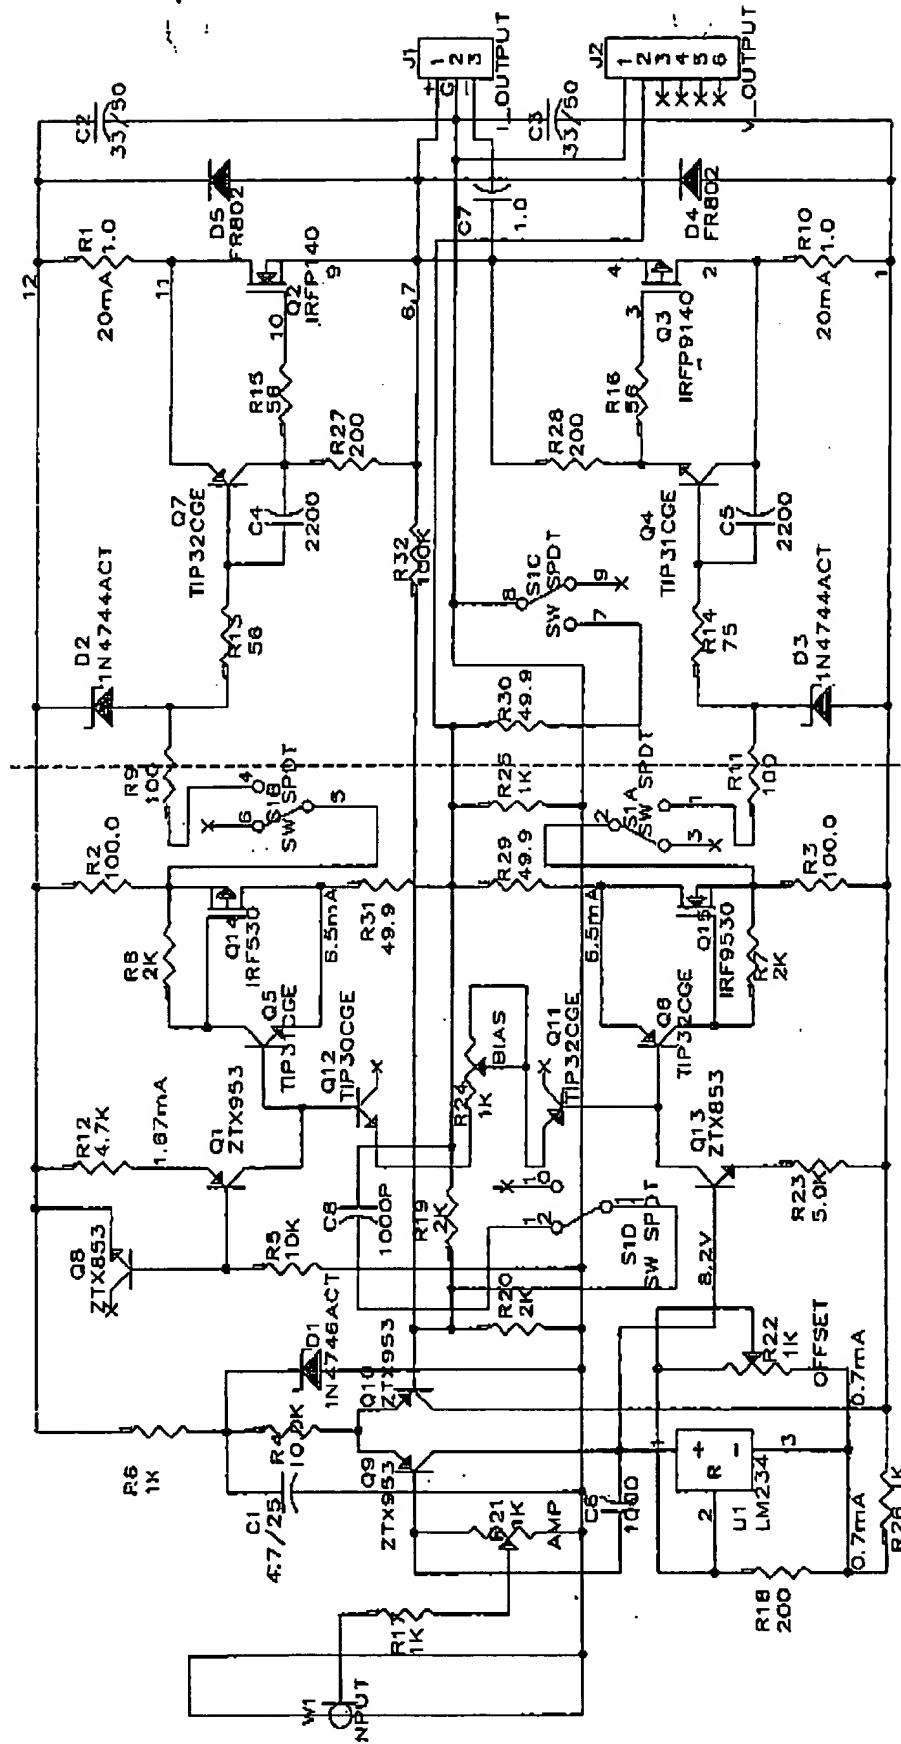 J1
1
2
3
+
G
−
I_OUTPUT
J2
1
2
3
4
5
6
V_OUTPUT
C2
33/50
C3
33/50
D5
FR802
D4
FR802
C7
1.0
12
R1
1.0
20mA
11
Q2
IRFP140
10
9
6,7
R15
56
R27
200
Q7
TIP32CGE
C4
2200
R32
100K
R13
56
D2
1N4744ACT
4
3
2
Q3
IRFP9140
R10
1.0
20mA
1
R16
56
R28
200
Q4
TIP31CGE
C5
2200
R14
75
D3
1N4744ACT
S1C
SW SPDT
8
9
7
R30
49.9
R9
100
S1B
SW SPDT
4
6
5
R25
1K
S1A
SW SPDT
2
1
3
R11
100
R2
100.0
R8
2K
Q14
IRF530
6.5mA
R31
49.9
R29
49.9
6.5mA
Q15
IRF9530
R3
100.0
R7
2K
Q5
TIP31CGE
Q12
TIP30CGE
R24
1K
BIAS
Q11
TIP32CGE
Q6
TIP32CGE
R12
4.7K
1.67mA
Q1
ZTX953
Q13
ZTX853
R23
5.0K
8.2V
Q8
ZTX853
R5
10K
C8
1000P
R19
2K
R20
2K
S1D
SW SPDT
10
12
11
D1
1N4746ACT
R6
1K
R4
C1
4.7/25
Q10
ZTX953
Q9
ZTX953
R21
1K
AMP
C6
1000
R22
1K
OFFSET
0.7mA
U1
LM234
+
R
−
1
2
3
0.7mA
R18
200
R26
1K
R17
1K
W1
INPUT